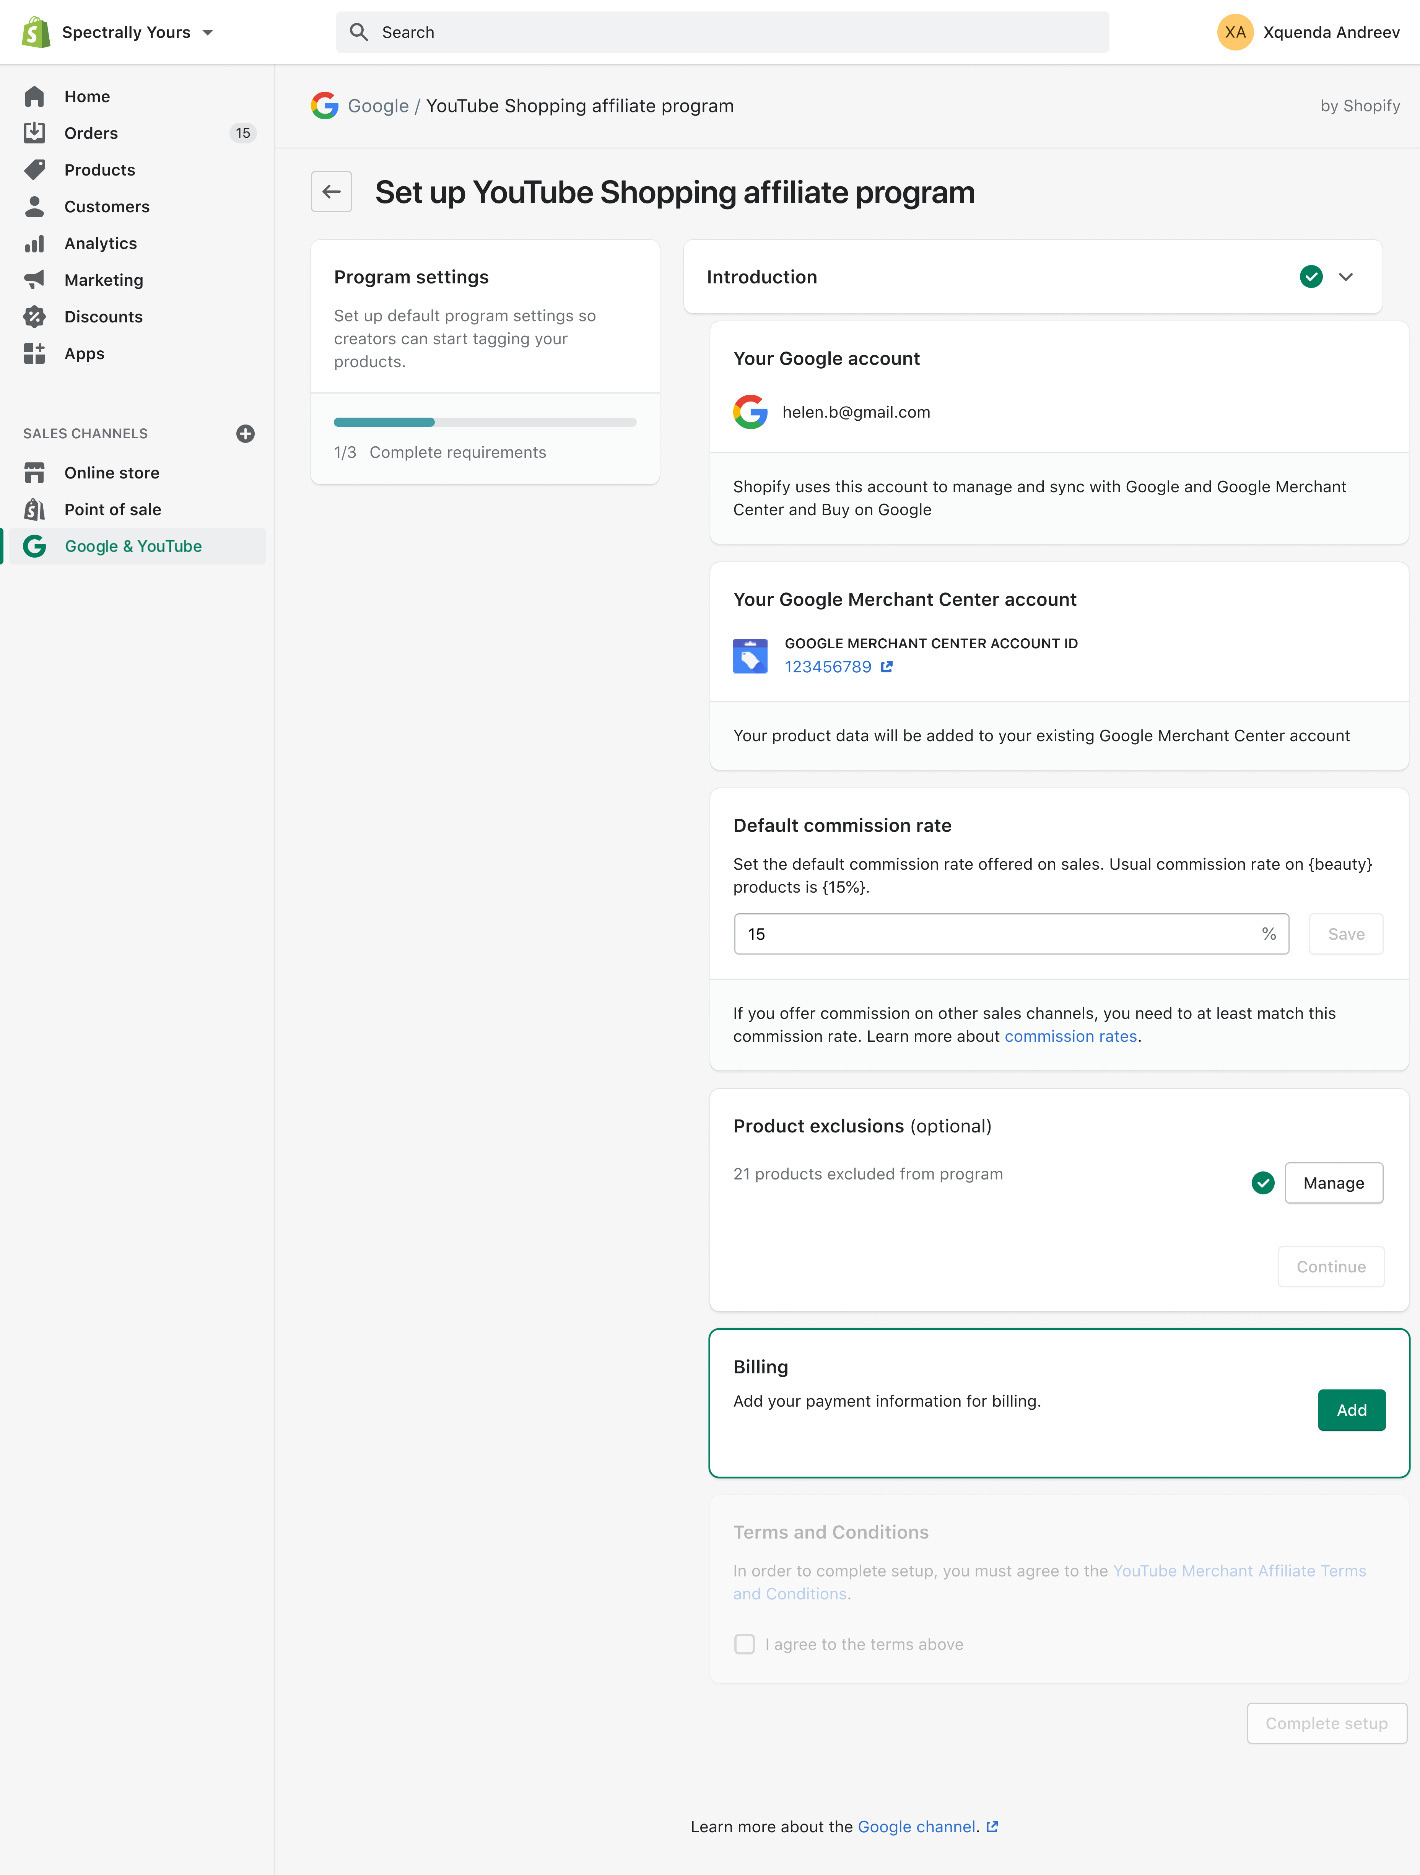 Spectrally Yours
Search
XA
Xquenda Andreev
Home
Orders 15
Products
Customers
Analytics
Marketing
Discounts
Apps
SALES CHANNELS
Online store
Point of sale
Google & YouTube
Google / YouTube Shopping affiliate program
by Shopify
Set up YouTube Shopping affiliate program
Program settings
Set up default program settings so
creators can start tagging your
products.
1/3 Complete requirements
Introduction
Your Google account
helen.b@gmail.com
Shopify uses this account to manage and sync with Google and Google Merchant
Center and Buy on Google
Your Google Merchant Center account
GOOGLE MERCHANT CENTER ACCOUNT ID
123456789
Your product data will be added to your existing Google Merchant Center account
Default commission rate
Set the default commission rate offered on sales. Usual commission rate on {beauty}
products is {15%}.
15 %
Save
If you offer commission on other sales channels, you need to at least match this
commission rate. Learn more about commission rates.
Product exclusions (optional)
21 products excluded from program
Manage
Continue
Billing
Add your payment information for billing.
Add
Terms and Conditions
In order to complete setup, you must agree to the YouTube Merchant Affiliate Terms
and Conditions.
I agree to the terms above
Complete setup
Learn more about the Google channel.